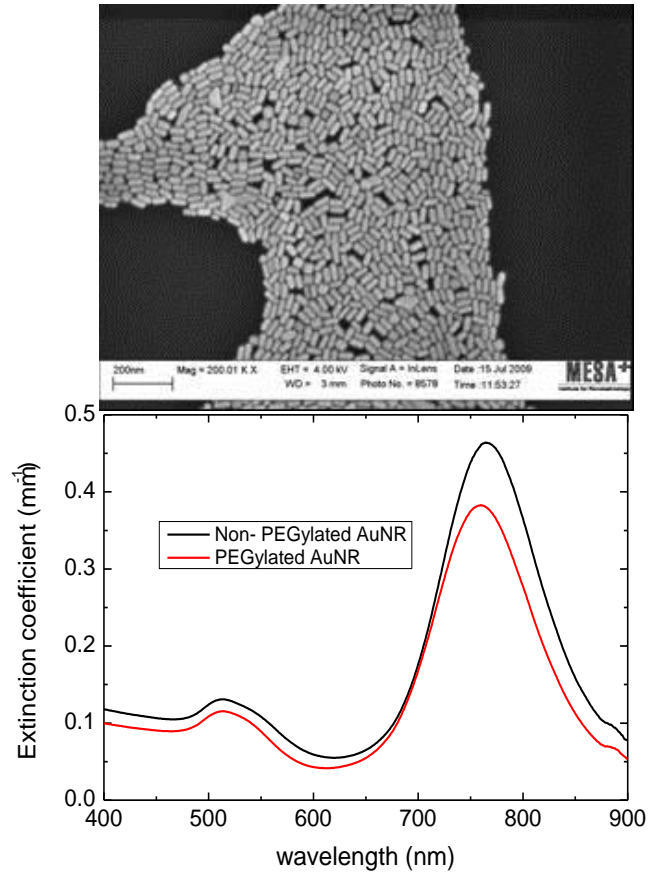 200nm Mag = 200.01 K X EHT = 4.00 kV Signal A = InLens Date :15 Jul 2009 MESA+
WD = 3 mm Photo No. = 8579 Time :11:53:27
0.5
0.4
0.3
0.2
0.1
0.0
Extinction coefficient (mm-1)
Non- PEGylated AuNR
PEGylated AuNR
400 500 600 700 800 900
wavelength (nm)